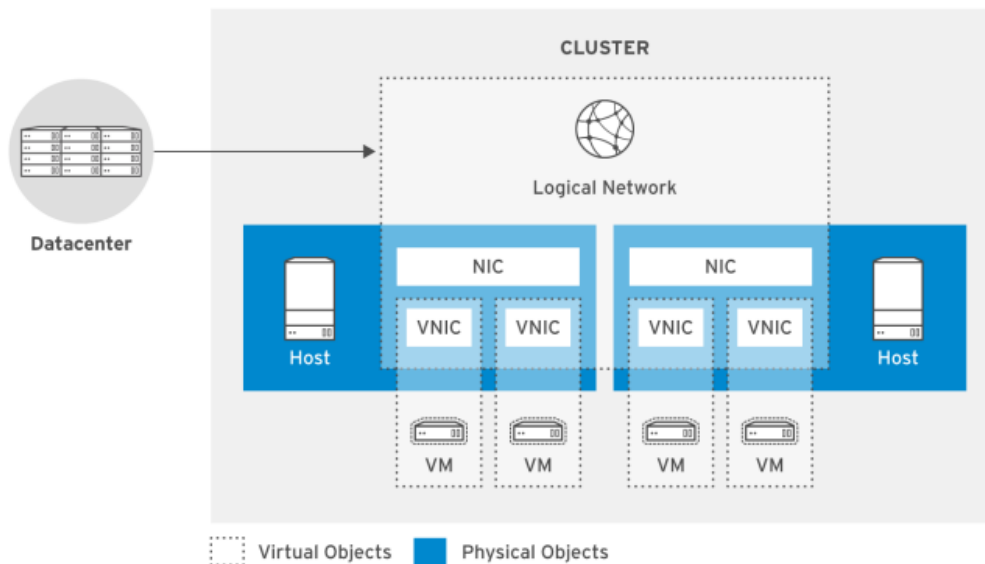 CLUSTER
Logical Network
Datacenter
NIC
NIC
VNIC
VNIC
VNIC
VNIC
Host
Host
VM
VM
VM
VM
Virtual Objects
Physical Objects